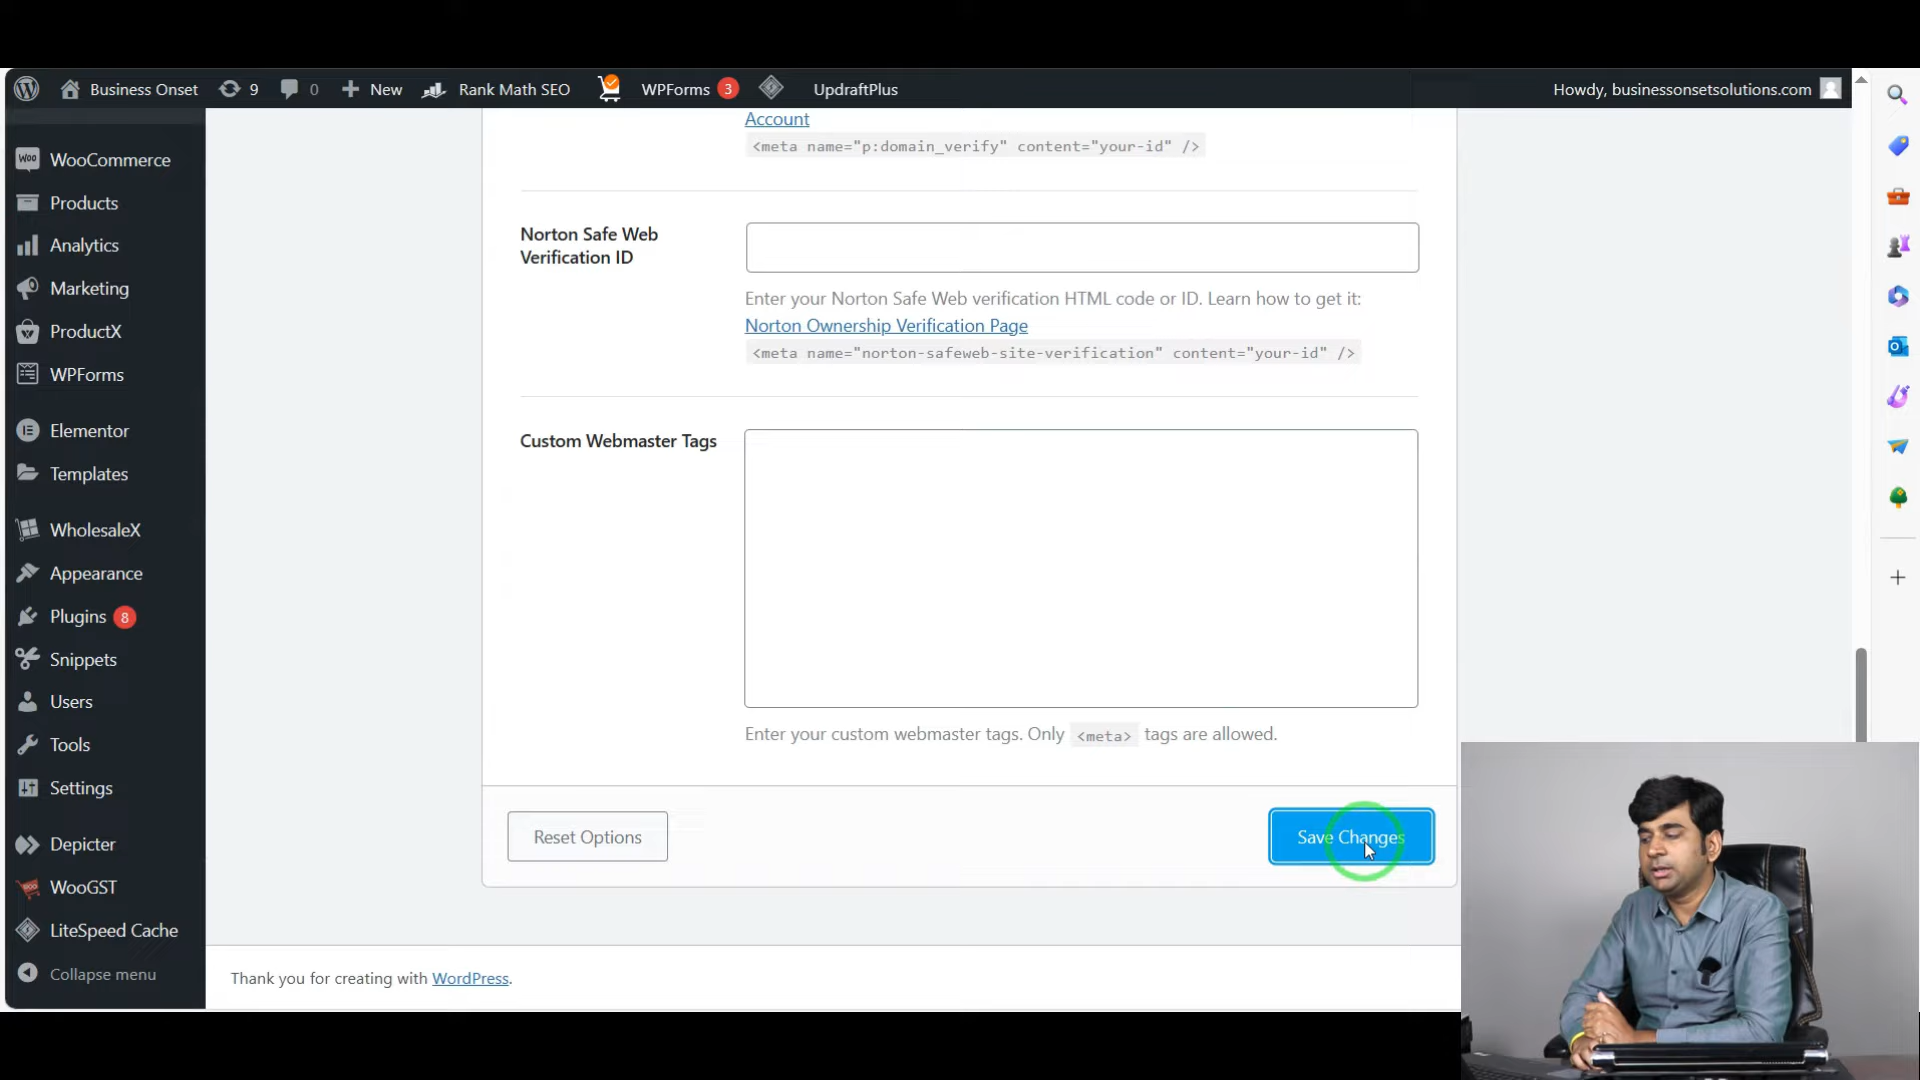 Business Onset 9 0 New Rank Math SEO WPForms 3 UpdraftPlus Howdy, businessonsetsolutions.com
WooCommerce
Products
Analytics
Marketing
ProductX
WPForms
Elementor
Templates
WholesaleX
Appearance
Plugins 8
Snippets
Users
Tools
Settings
Depicter
WooGST
LiteSpeed Cache
Collapse menu
Account
<meta name="p:domain_verify" content="your-id" />
Norton Safe Web
Verification ID
Enter your Norton Safe Web verification HTML code or ID. Learn how to get it:
Norton Ownership Verification Page
<meta name="norton-safeweb-site-verification" content="your-id" />
Custom Webmaster Tags
Enter your custom webmaster tags. Only <meta> tags are allowed.
Reset Options
Save Changes
Thank you for creating with WordPress.